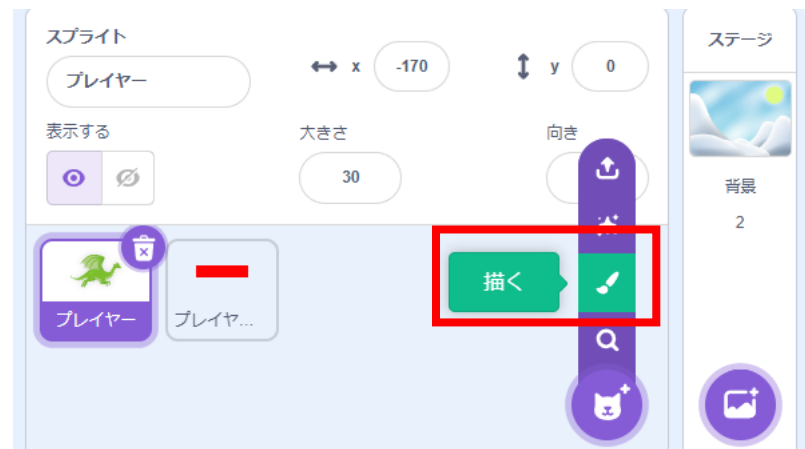 スプライト
プレイヤー
x -170
y 0
表示する
大きさ
向き
30
プレイヤー
プレイヤ...
描く
ステージ
背景
2